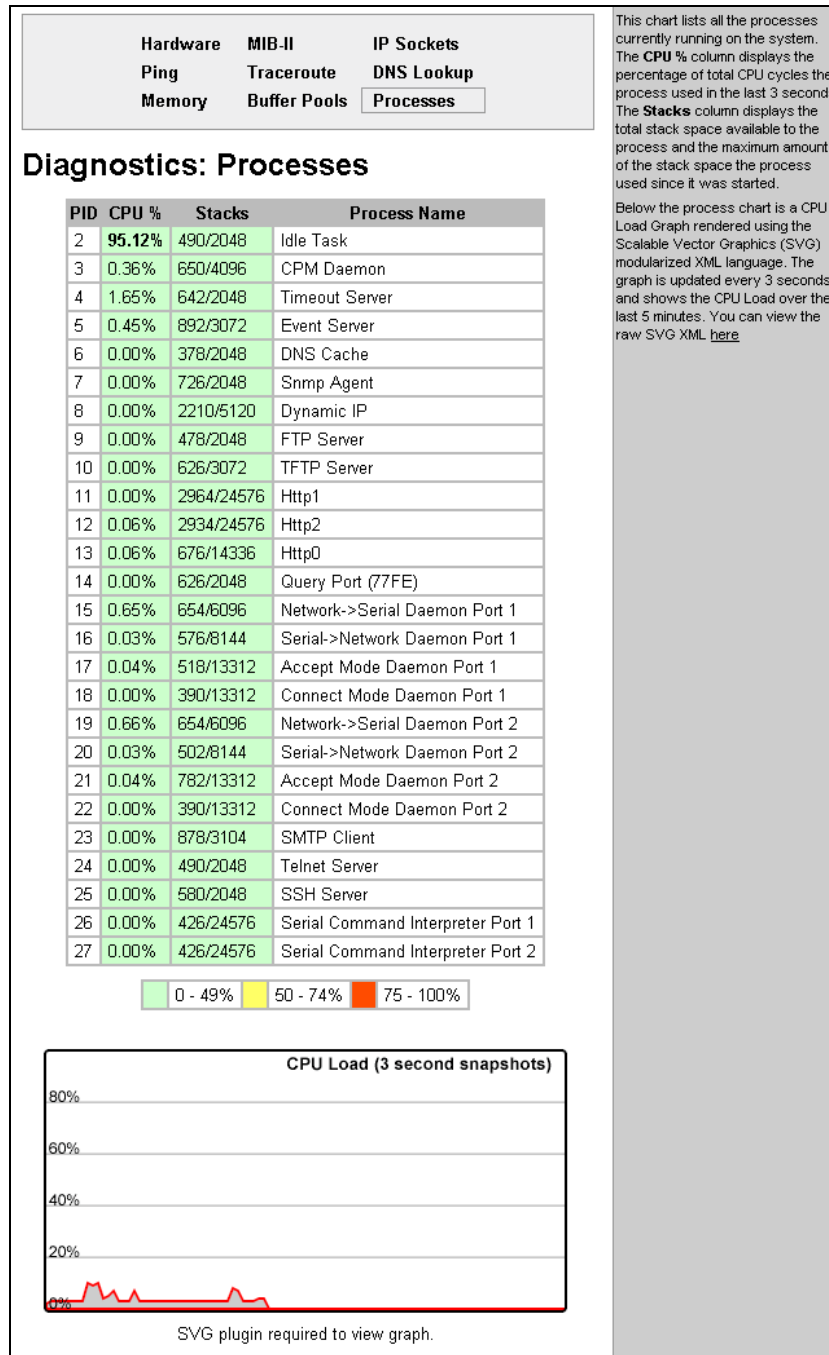 Hardware MIB-II IP Sockets
Ping Traceroute DNS Lookup
Memory Buffer Pools Processes
Diagnostics: Processes
PID CPU % Stacks Process Name
2 95.12% 490/2048 Idle Task
3 0.36% 650/4096 CPM Daemon
4 1.65% 642/2048 Timeout Server
5 0.45% 892/3072 Event Server
6 0.00% 378/2048 DNS Cache
7 0.00% 726/2048 Snmp Agent
8 0.00% 2210/5120 Dynamic IP
9 0.00% 478/2048 FTP Server
10 0.00% 626/3072 TFTP Server
11 0.00% 2964/24576 Http1
12 0.06% 2934/24576 Http2
13 0.06% 676/14336 Http0
14 0.00% 626/2048 Query Port (77FE)
15 0.65% 654/6096 Network->Serial Daemon Port 1
16 0.03% 576/8144 Serial->Network Daemon Port 1
17 0.04% 518/13312 Accept Mode Daemon Port 1
18 0.00% 390/13312 Connect Mode Daemon Port 1
19 0.66% 654/6096 Network->Serial Daemon Port 2
20 0.03% 502/8144 Serial->Network Daemon Port 2
21 0.04% 782/13312 Accept Mode Daemon Port 2
22 0.00% 390/13312 Connect Mode Daemon Port 2
23 0.00% 878/3104 SMTP Client
24 0.00% 490/2048 Telnet Server
25 0.00% 580/2048 SSH Server
26 0.00% 426/24576 Serial Command Interpreter Port 1
27 0.00% 426/24576 Serial Command Interpreter Port 2
0 - 49% 50 - 74% 75 - 100%
CPU Load (3 second snapshots)
80%
60%
40%
20%
0%
SVG plugin required to view graph.
This chart lists all the processes
currently running on the system.
The CPU % column displays the
percentage of total CPU cycles the
process used in the last 3 second
The Stacks column displays the
total stack space available to the
process and the maximum amount
of the stack space the process
used since it was started.
Below the process chart is a CPU
Load Graph rendered using the
Scalable Vector Graphics (SVG)
modularized XML language. The
graph is updated every 3 seconds
and shows the CPU Load over the
last 5 minutes. You can view the
raw SVG XML here